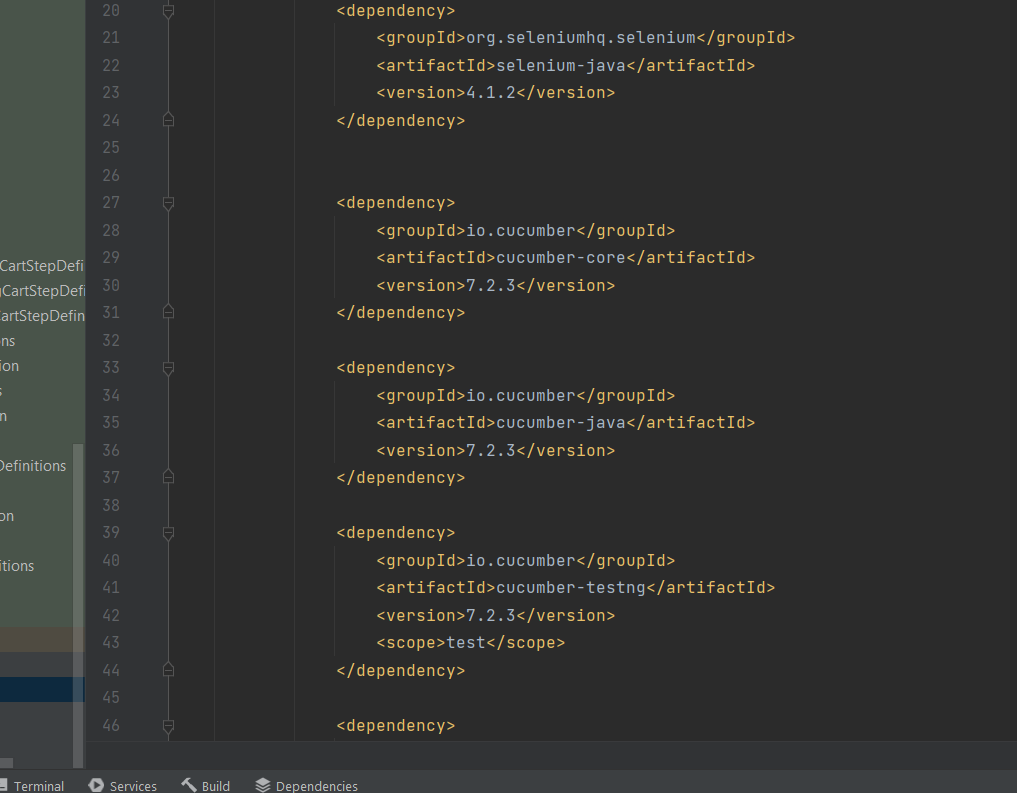 CartStepDefi
CartStepDefi
artStepDefin
ns
ion
n
Definitions
on
itions
20 <dependency>
21 <groupId>org.seleniumhq.selenium</groupId>
22 <artifactId>selenium-java</artifactId>
23 <version>4.1.2</version>
24 </dependency>
25
26
27 <dependency>
28 <groupId>io.cucumber</groupId>
29 <artifactId>cucumber-core</artifactId>
30 <version>7.2.3</version>
31 </dependency>
32
33 <dependency>
34 <groupId>io.cucumber</groupId>
35 <artifactId>cucumber-java</artifactId>
36 <version>7.2.3</version>
37 </dependency>
38
39 <dependency>
40 <groupId>io.cucumber</groupId>
41 <artifactId>cucumber-testng</artifactId>
42 <version>7.2.3</version>
43 <scope>test</scope>
44 </dependency>
45
46 <dependency>
Terminal Services Build Dependencies